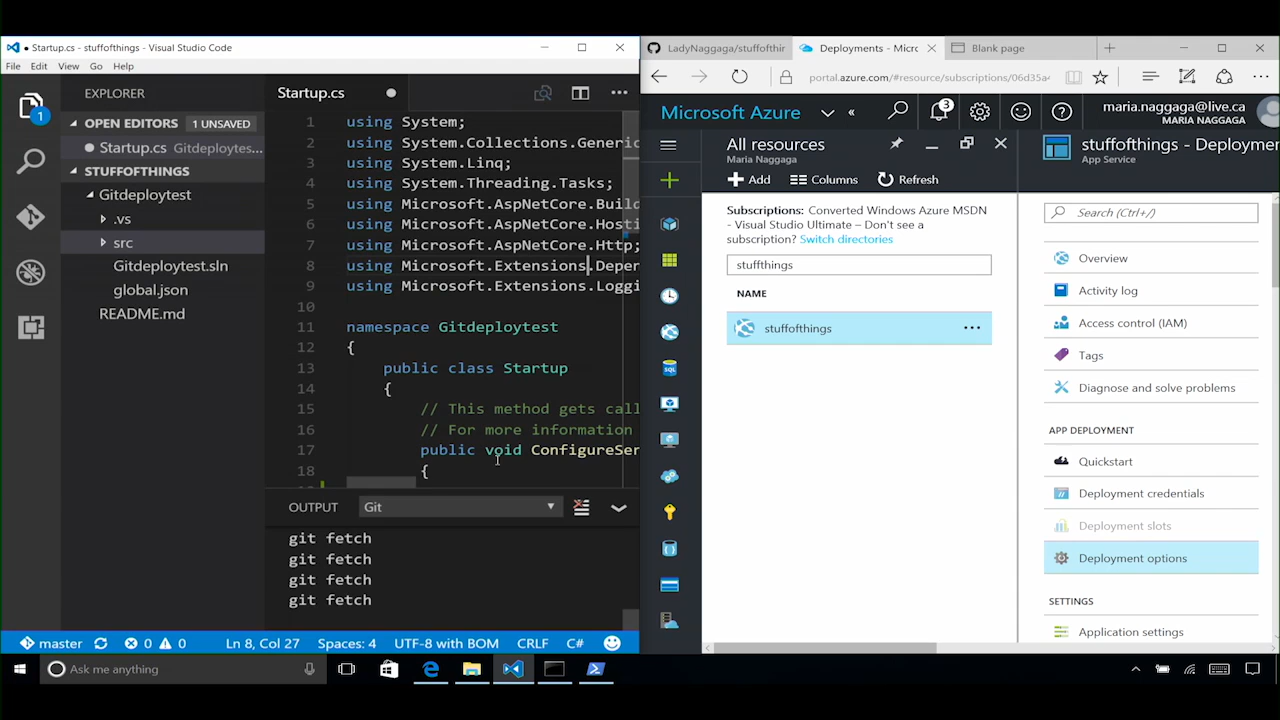 Startup.cs - stuffofthings - Visual Studio Code
File Edit View Go Help
EXPLORER
OPEN EDITORS 1 UNSAVED
Startup.cs Gitdeploytes...
STUFFOFTHINGS
Gitdeploytest
.vs
src
Gitdeploytest.sln
global.json
README.md
1
Startup.cs
1 using System;
2 using System.Collections.Generic
3 using System.Linq;
4 using System.Threading.Tasks;
5 using Microsoft.AspNetCore.Build
6 using Microsoft.AspNetCore.Hosti
7 using Microsoft.AspNetCore.Http;
8 using Microsoft.Extensions.Depen
9 using Microsoft.Extensions.Loggi
10
11 namespace Gitdeploytest
12 {
13 public class Startup
14 {
15 // This method gets call
16 // For more information
17 public void ConfigureSer
18 {
OUTPUT Git
git fetch
git fetch
git fetch
git fetch
master 0 0 Ln 8, Col 27 Spaces: 4 UTF-8 with BOM CRLF C#
LadyNaggaga/stuffofthir
Deployments - Micro
Blank page
portal.azure.com/#resource/subscriptions/06d35a
Microsoft Azure
3
maria.naggaga@live.ca
MARIA NAGGAGA
All resources
Maria Naggaga
Add Columns Refresh
Subscriptions: Converted Windows Azure MSDN
- Visual Studio Ultimate – Don't see a
subscription? Switch directories
stuffthings
NAME
stuffofthings ...
SQL
stuffofthings - Deploymer
App Service
Search (Ctrl+/)
Overview
Activity log
Access control (IAM)
Tags
Diagnose and solve problems
APP DEPLOYMENT
Quickstart
Deployment credentials
Deployment slots
Deployment options
SETTINGS
Application settings
Ask me anything